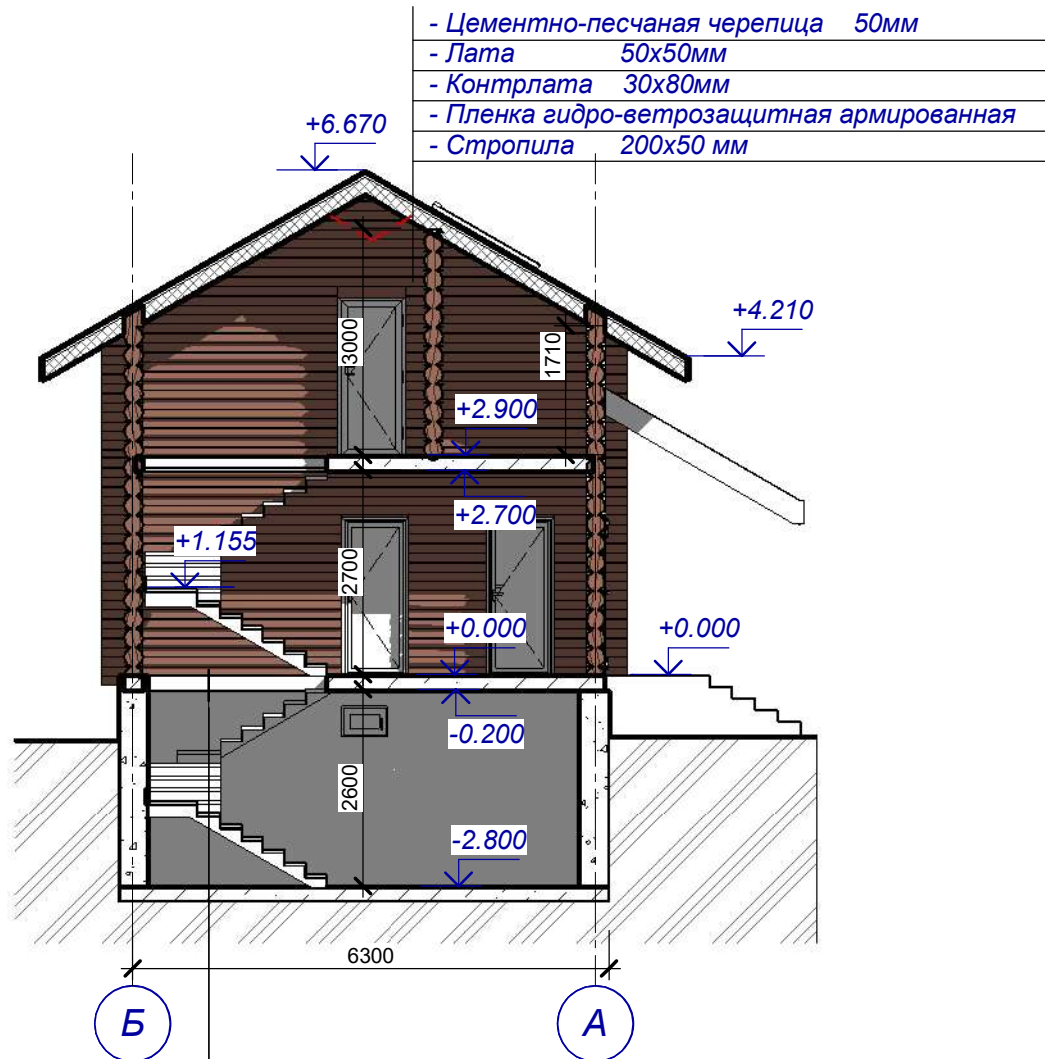 - Цементно-песчаная черепица 50мм
- Лата 50х50мм
- Контрлата 30х80мм
- Пленка гидро-ветрозащитная армированная
- Стропила 200х50 мм
+6.670
+4.210
3000
1710
+2.900
+2.700
+1.155
2700
+0.000
+0.000
-0.200
2600
-2.800
6300
Б
А